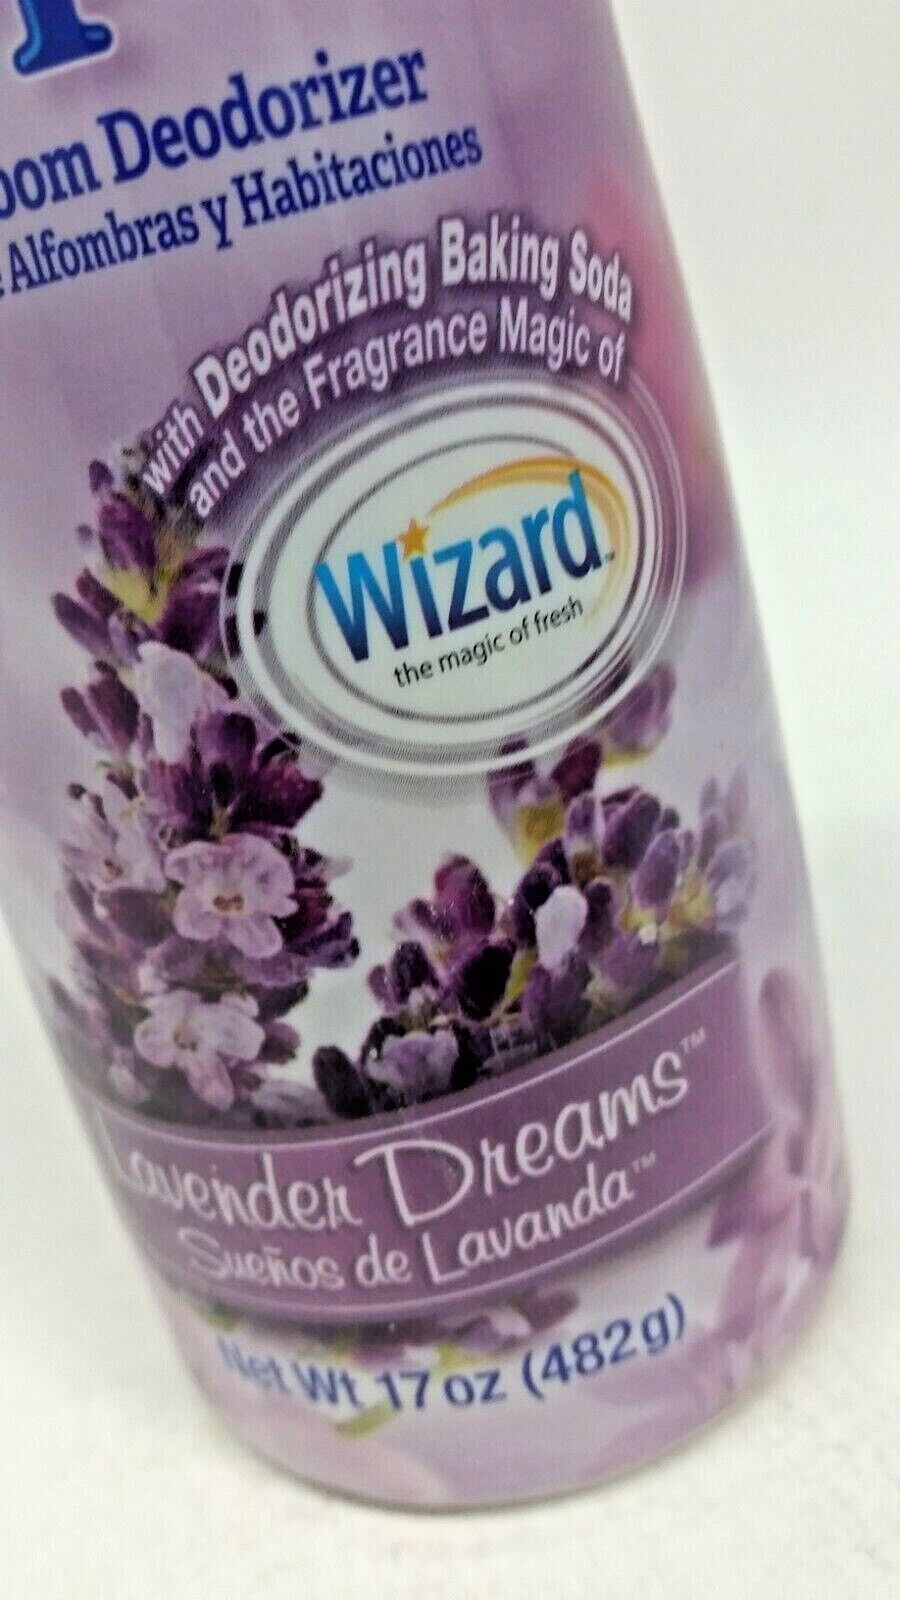 Deodorizer
Alfombras y Habitaciones
with Deodorizing Baking Soda
and the Fragrance Magic of
Wizard™
the magic of fresh
Lavender Dreams™
Sueños de Lavanda™
Net Wt 17 oz (482g)